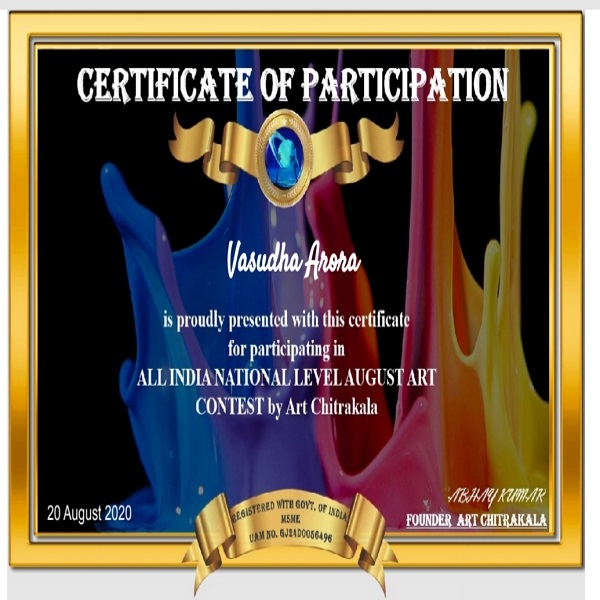 CERTIFICATE OF PARTICIPATION
Vasudha Arora
is proudly presented with this certificate
for participating in
ALL INDIA NATIONAL LEVEL AUGUST ART
CONTEST by Art Chitrakala
ABHAY KUMAR
20 August 2020
FOUNDER ART CHITRAKALA
REGISTERED WITH GOVT. OF INDIA
MSME
UAM NO. GJ24D0056496